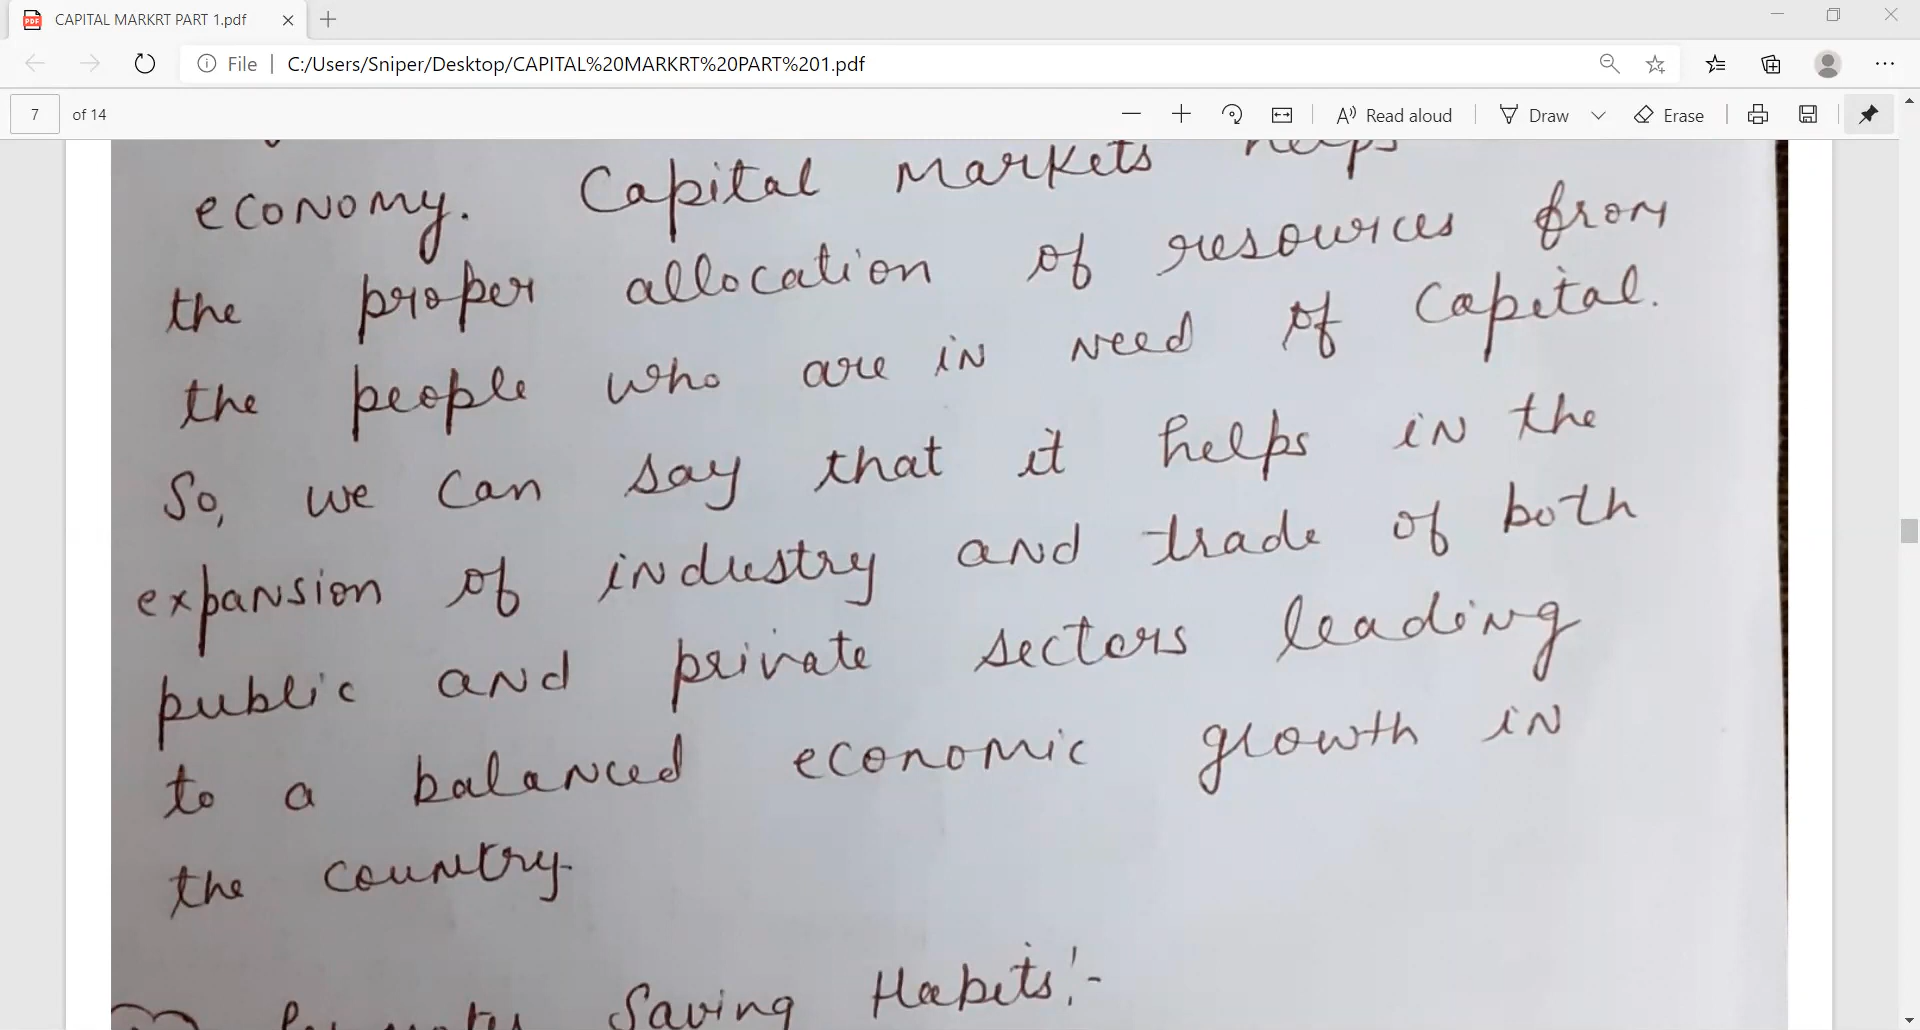 CAPITAL MARKRT PART 1.pdf
File | C:/Users/Sniper/Desktop/CAPITAL%20MARKRT%20PART%201.pdf
7 of 14 Read aloud Draw Erase
economy. Capital markets helps
the proper allocation of resources from
the people who are in need of Capital.
So, we can say that it helps in the
expansion of industry and trade of both
public and private sectors leading
to a balanced economic growth in
the country.
Promotes Saving Habits:-